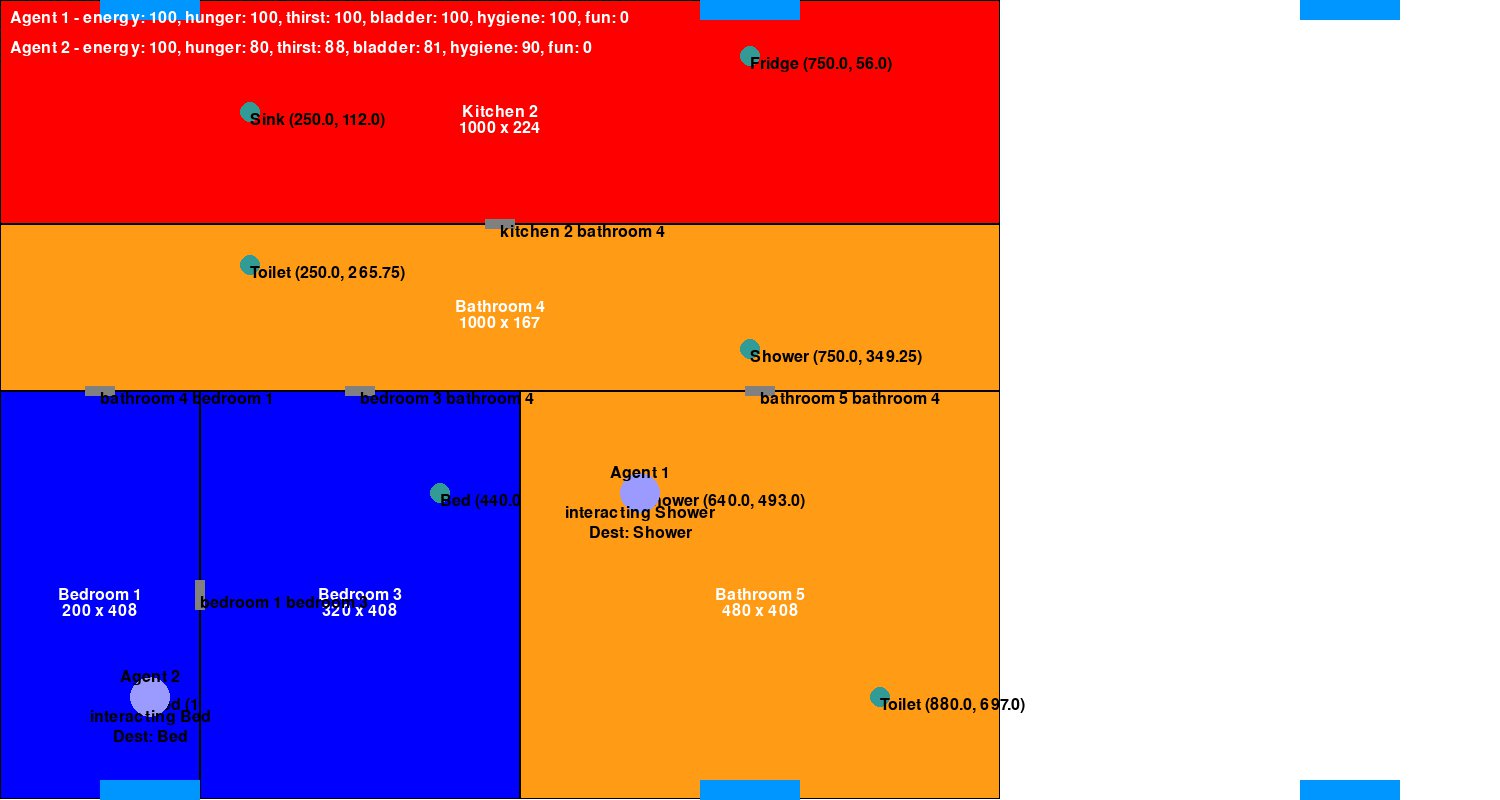 Agent 1 - energy: 100, hunger: 100, thirst: 100, bladder: 100, hygiene: 100, fun: 0
Agent 2 - energy: 100, hunger: 80, thirst: 88, bladder: 81, hygiene: 90, fun: 0
Fridge (750.0, 56.0)
Sink (250.0, 112.0)
Kitchen 2
1000 x 224
kitchen 2 bathroom 4
Toilet (250.0, 265.75)
Bathroom 4
1000 x 167
Shower (750.0, 349.25)
bathroom 4 bedroom 1
bedroom 3 bathroom 4
bathroom 5 bathroom 4
Agent 1
Bed (440.0
ower (640.0, 493.0)
interacting Shower
Dest: Shower
Bedroom 1
200 x 408
bedroom 1 bedroom 3
Bedroom 3
320 x 408
Bathroom 5
480 x 408
Agent 2
interacting Bed
Dest: Bed
Toilet (880.0, 697.0)